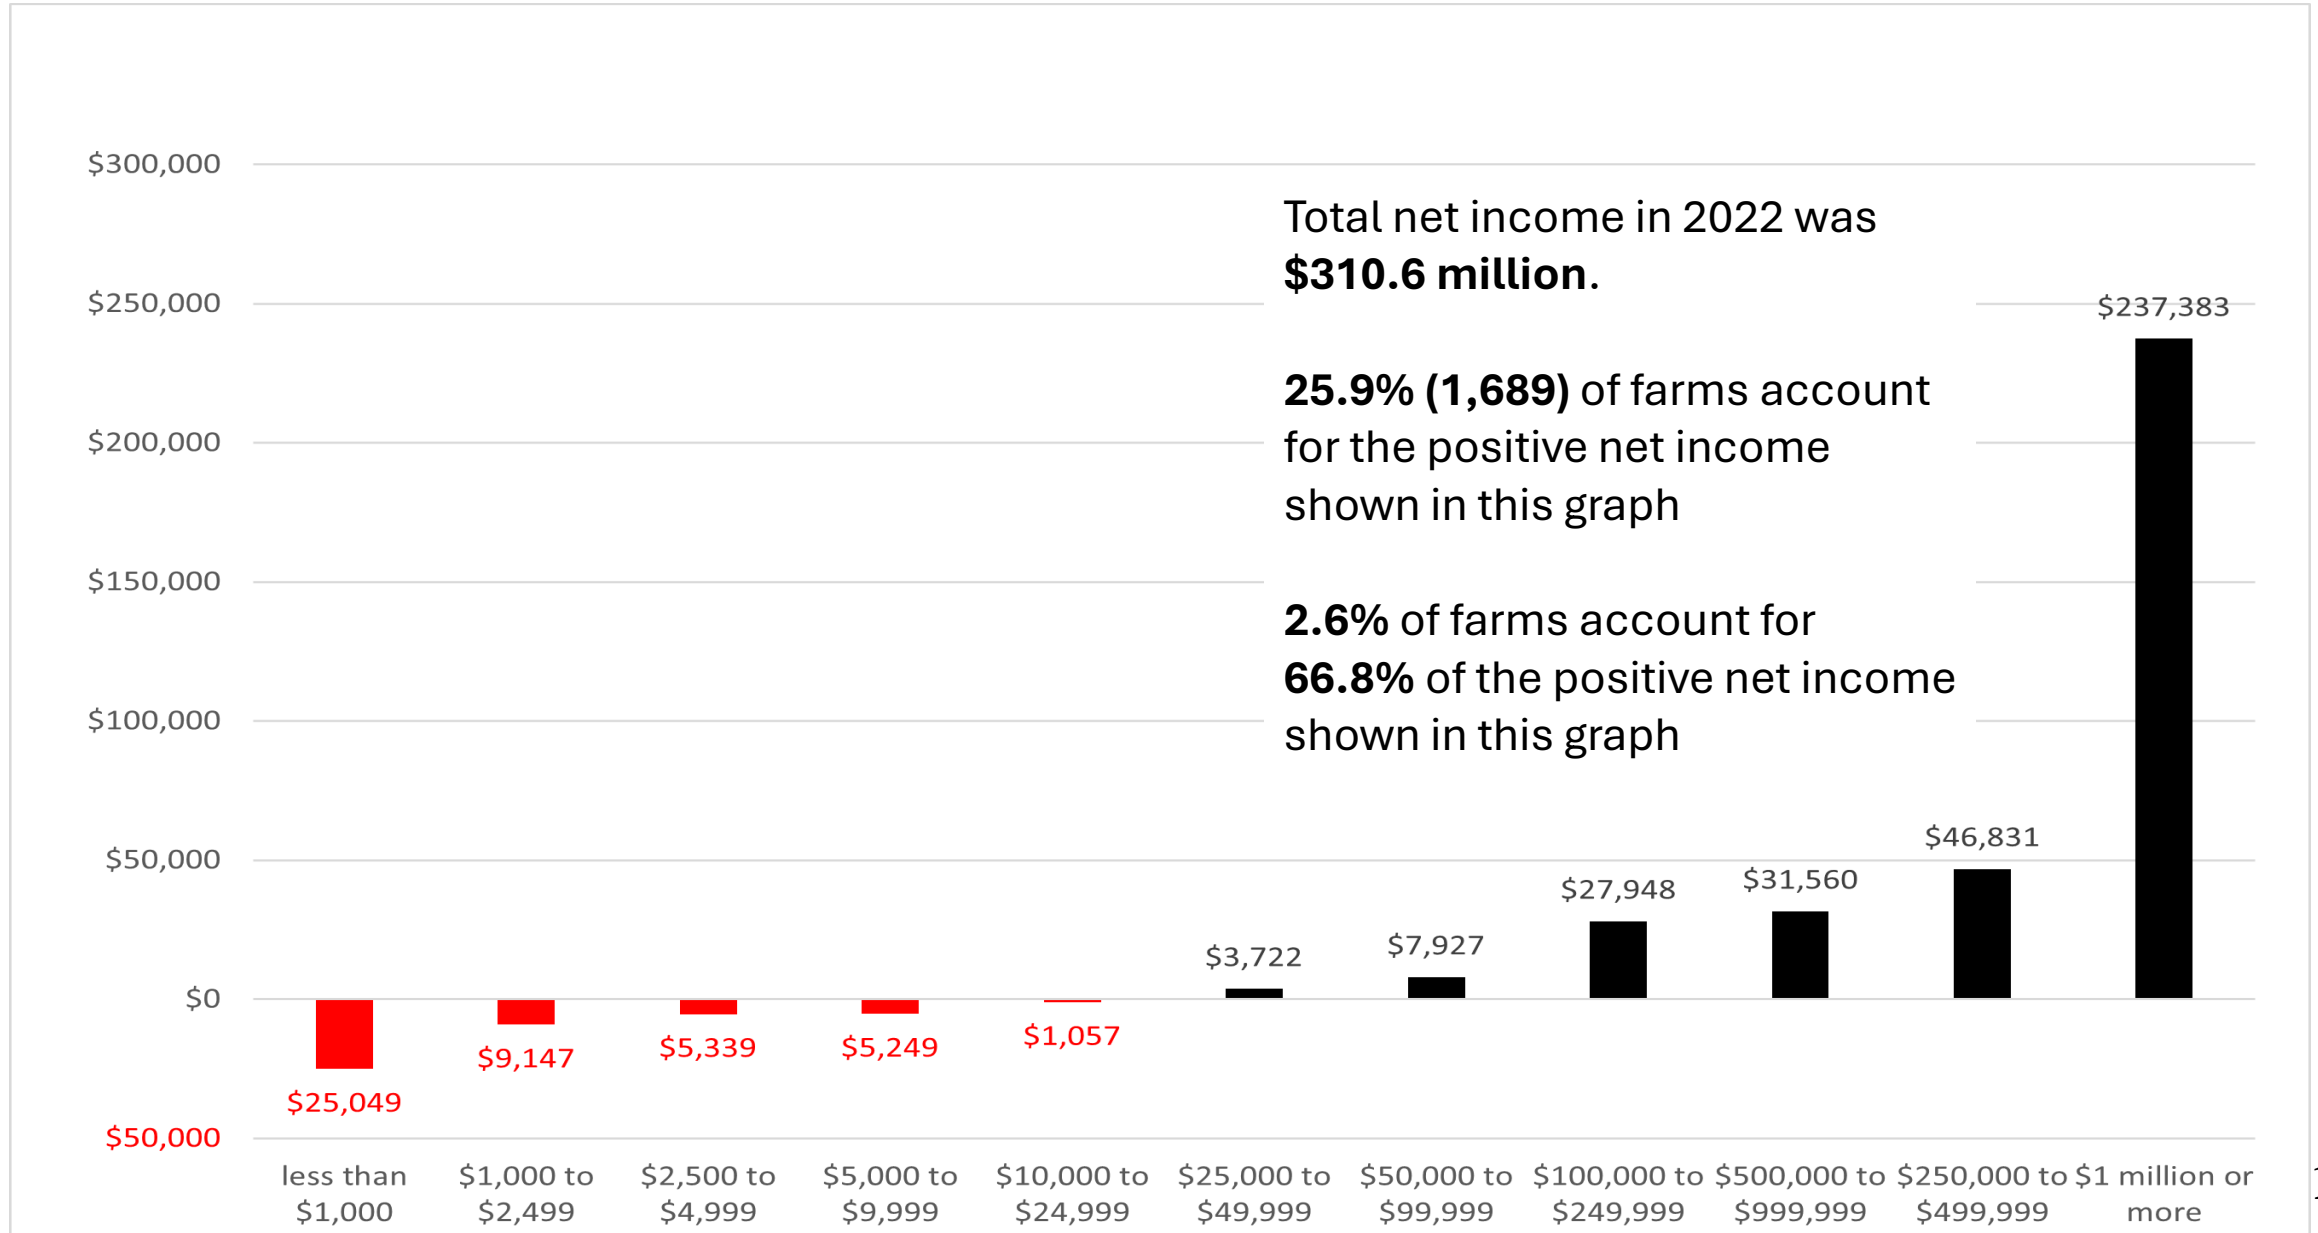 $300,000
$250,000
$200,000
$150,000
$100,000
$50,000
$0
$50,000
Total net income in 2022 was
$310.6 million.
25.9% (1,689) of farms account
for the positive net income
shown in this graph
2.6% of farms account for
66.8% of the positive net income
shown in this graph
$25,049
$9,147
$5,339
$5,249
$1,057
$3,722
$7,927
$27,948
$31,560
$46,831
$237,383
less than
$1,000
$1,000 to
$2,499
$2,500 to
$4,999
$5,000 to
$9,999
$10,000 to
$24,999
$25,000 to
$49,999
$50,000 to
$99,999
$100,000 to
$249,999
$500,000 to
$999,999
$250,000 to
$499,999
$1 million or
more